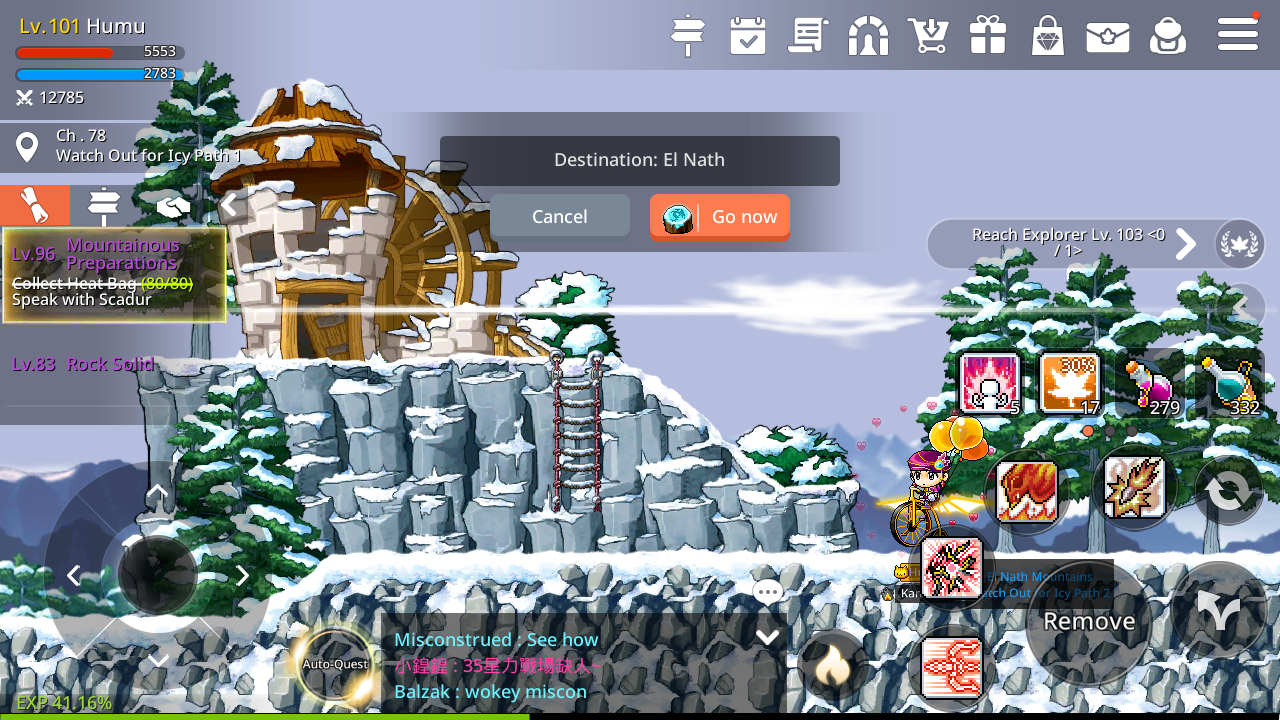 Lv.101 Humu
5553
2783
12785
Ch . 78
Watch Out for Icy Path 1
Destination: El Nath
Cancel
Go now
Lv.96 Mountainous Preparations
Collect Heat Bag (80/80)
Speak with Scadur
Lv.83 Rock Solid
Reach Explorer Lv. 103 <0
/ 1>
5
30%
17
279
332
El Nath Mountains
Out for Icy Path 2
Remove
Auto-Quest
Misconstrued : See how
小鍠鍠 : 35星力戰場缺人~
Balzak : wokey miscon
EXP 41.16%